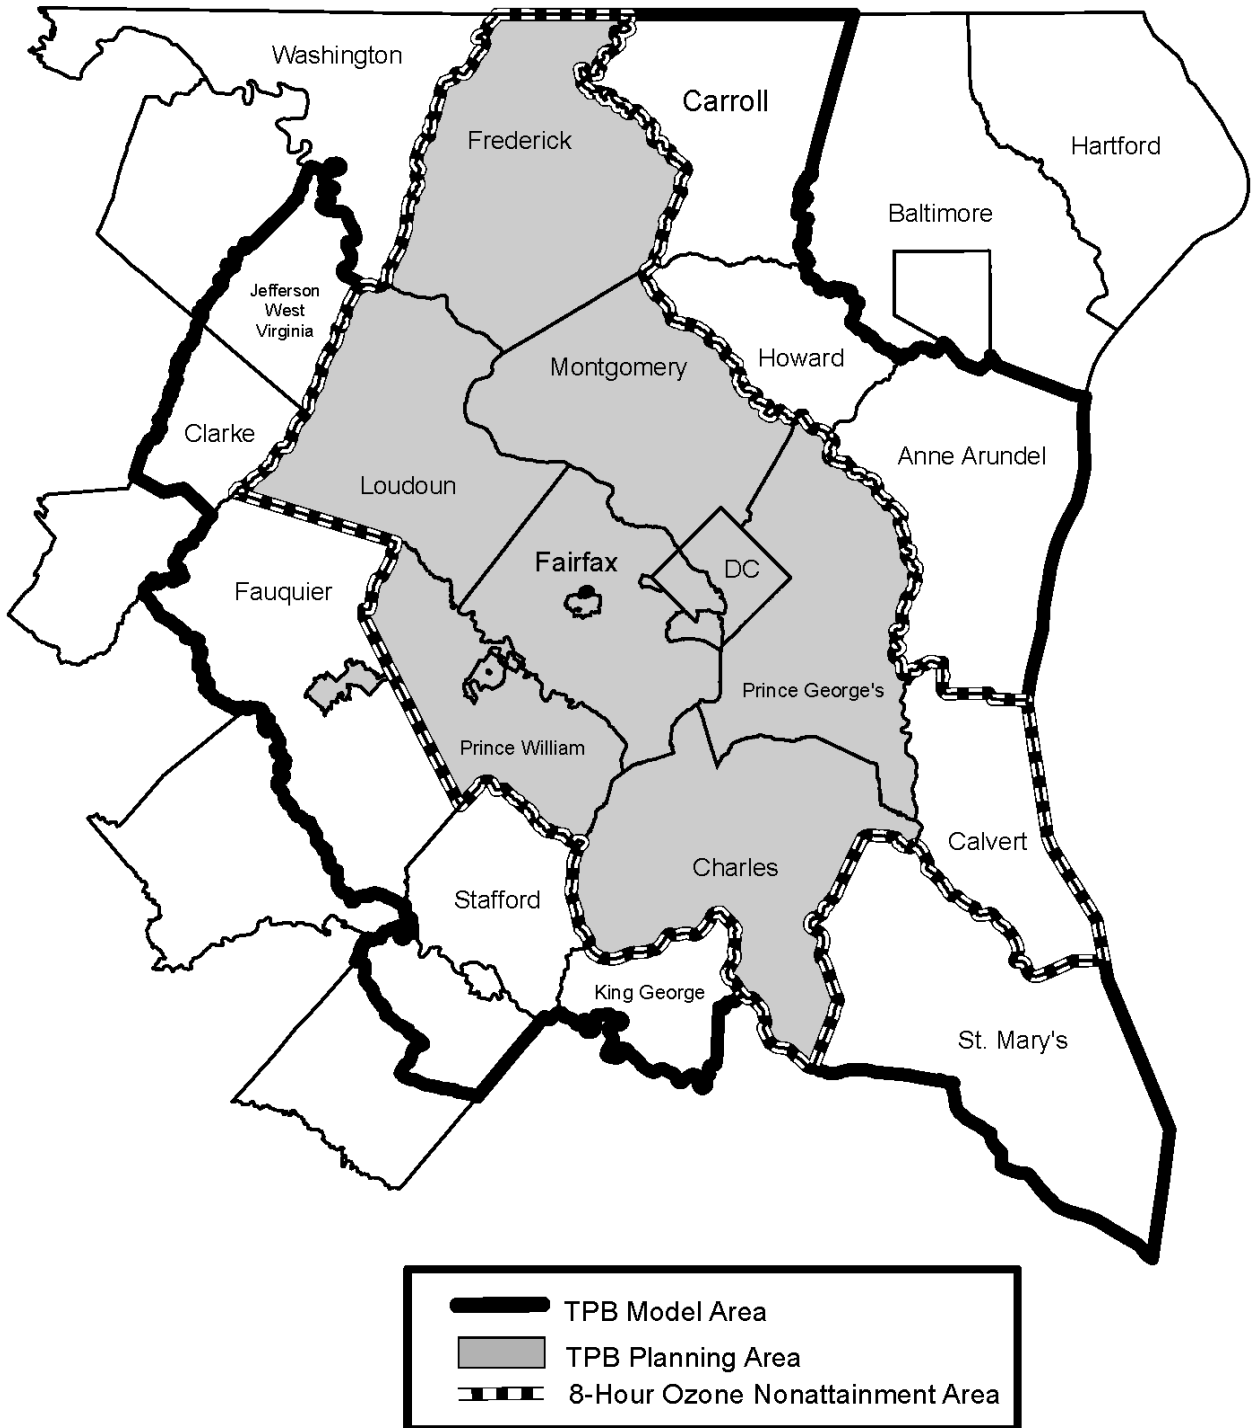 Washington
Carroll
Frederick
Hartford
Baltimore
Jefferson
West
Virginia
Howard
Montgomery
Clarke
Anne Arundel
Loudoun
Fairfax
DC
Fauquier
Prince George's
Prince William
Calvert
Charles
Stafford
King George
St. Mary's
TPB Model Area
TPB Planning Area
8-Hour Ozone Nonattainment Area